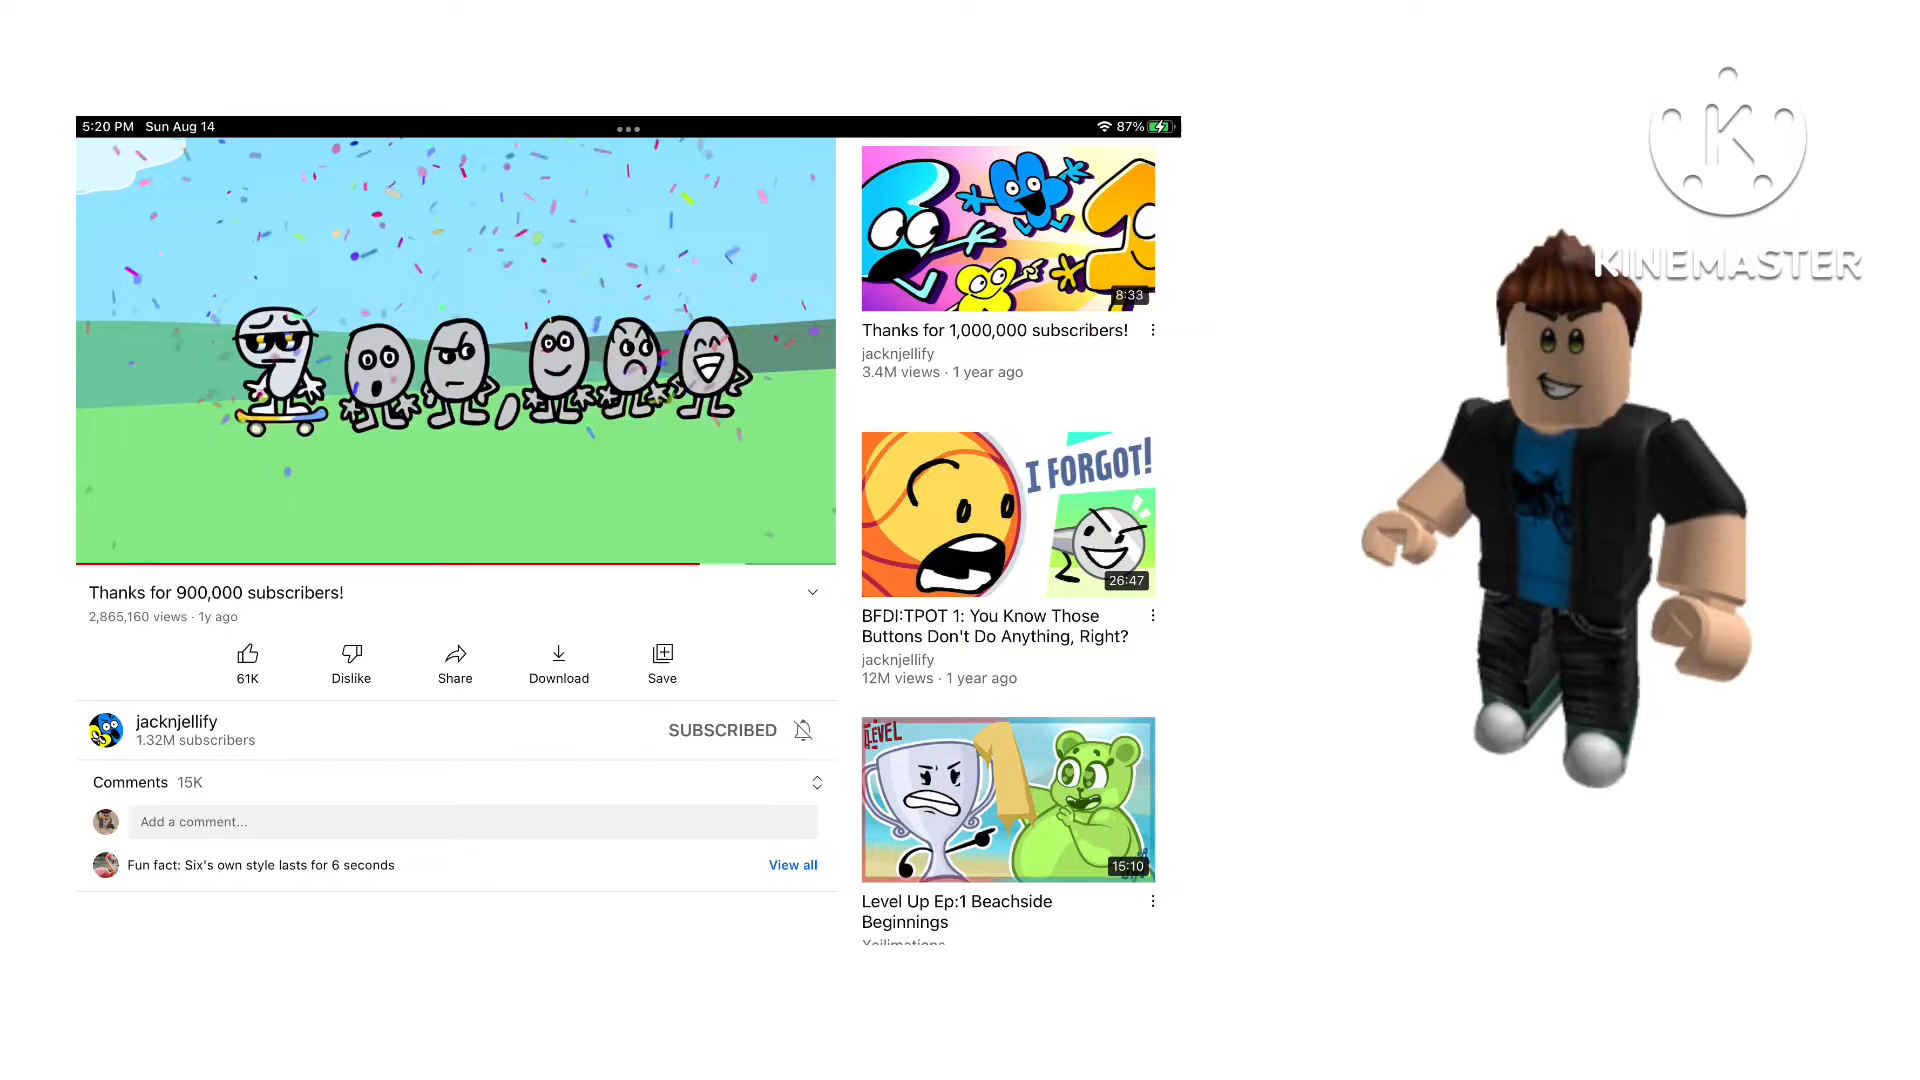 5:20 PM Sun Aug 14
87%
Thanks for 900,000 subscribers!
2,865,160 views · 1y ago
61K
Dislike
Share
Download
Save
jacknjellify
1.32M subscribers
SUBSCRIBED
Comments 15K
Add a comment...
Fun fact: Six's own style lasts for 6 seconds
View all
8:33
Thanks for 1,000,000 subscribers!
jacknjellify
3.4M views · 1 year ago
I FORGOT!
26:47
BFDI:TPOT 1: You Know Those
Buttons Don't Do Anything, Right?
jacknjellify
12M views · 1 year ago
LEVEL
15:10
Level Up Ep:1 Beachside
Beginnings
K
KINEMASTER